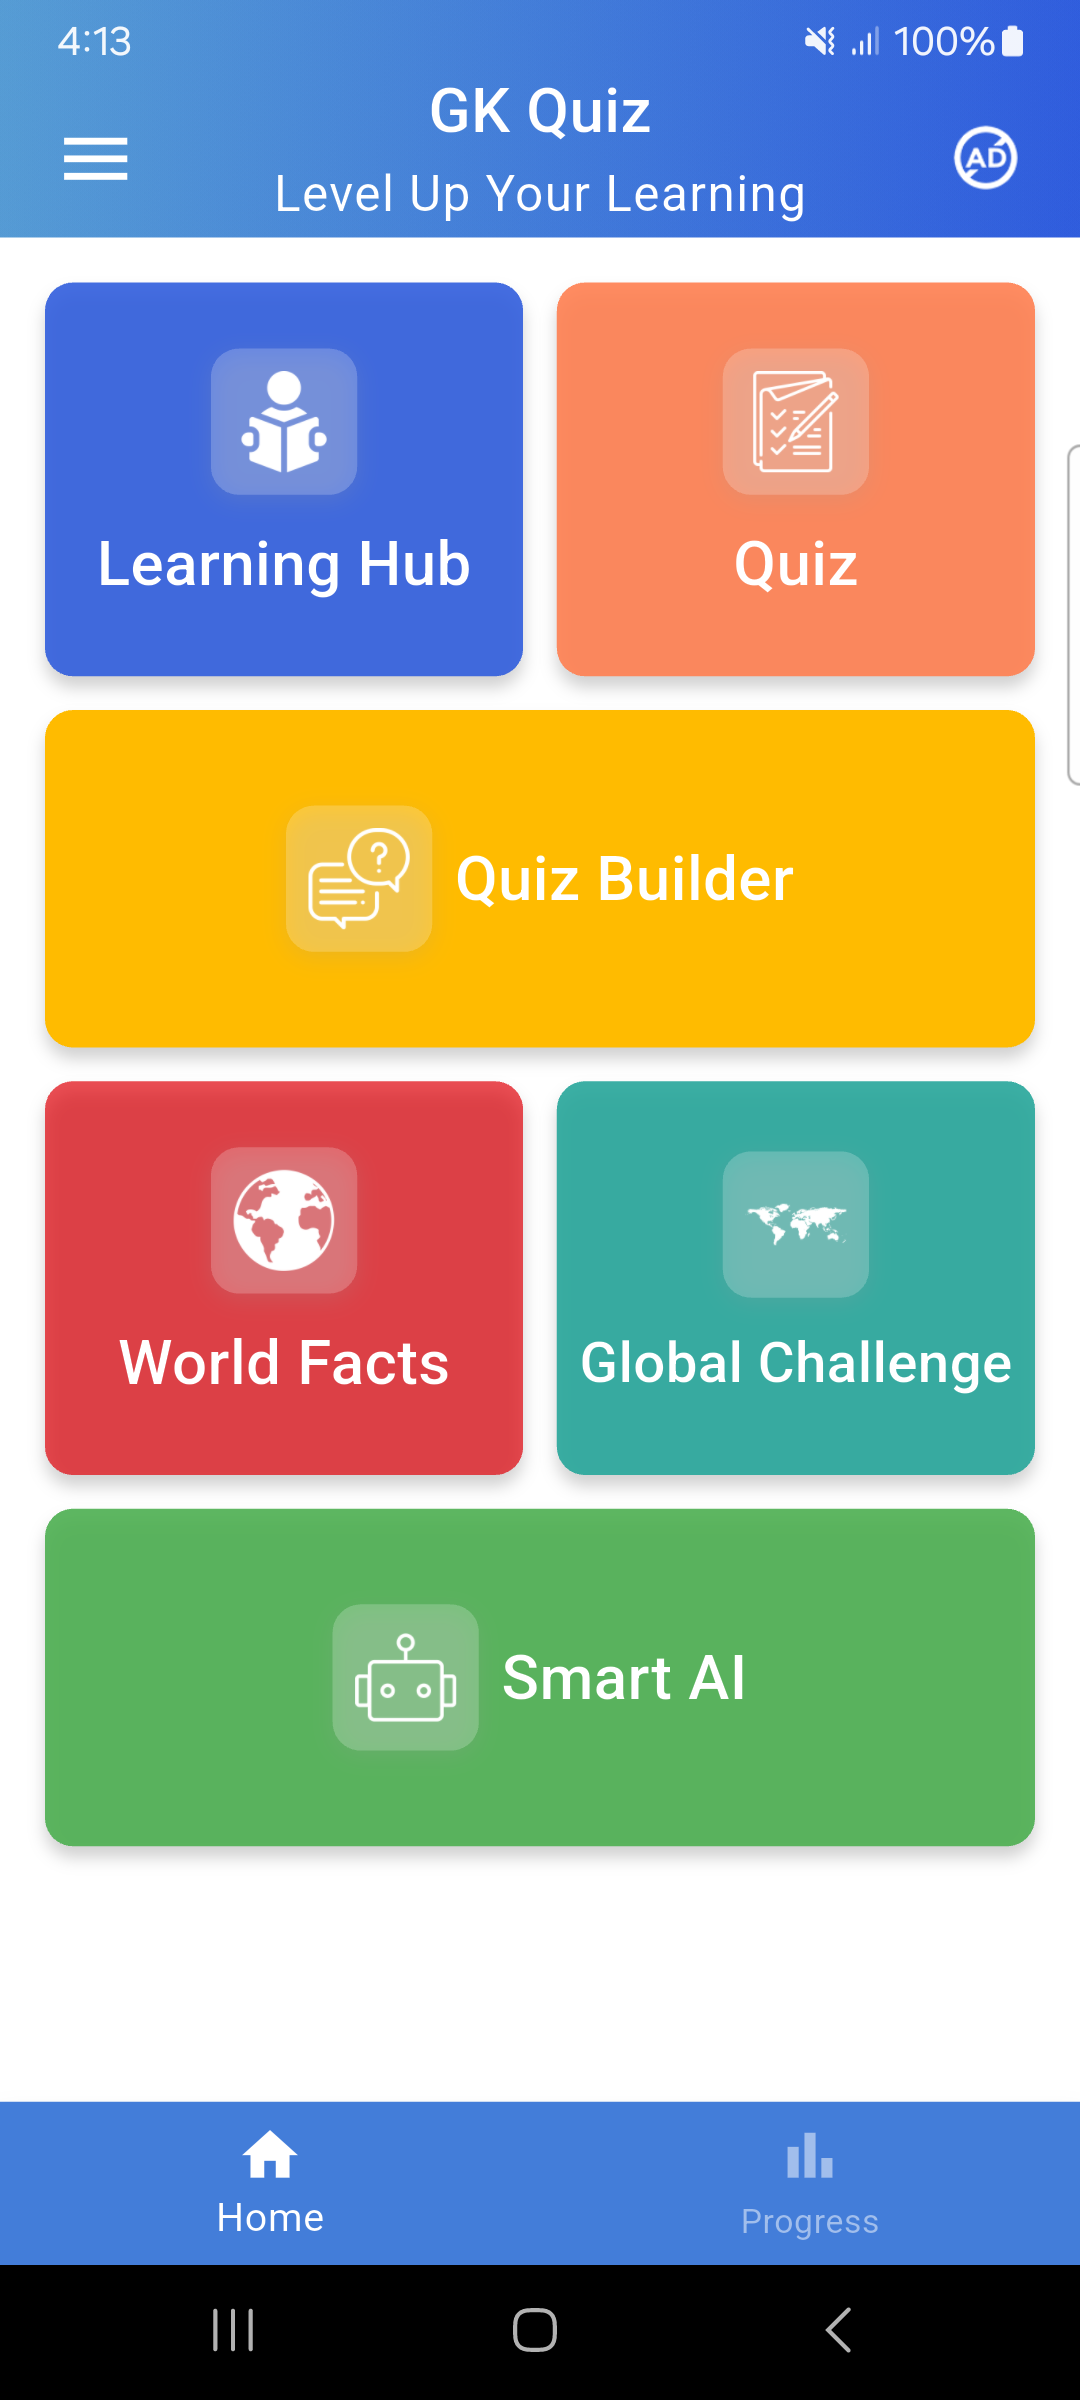 4:13
100%
GK Quiz
AD
Level Up Your Learning
Learning Hub
Quiz
?
Quiz Builder
World Facts
Global Challenge
Smart AI
Home
Progress